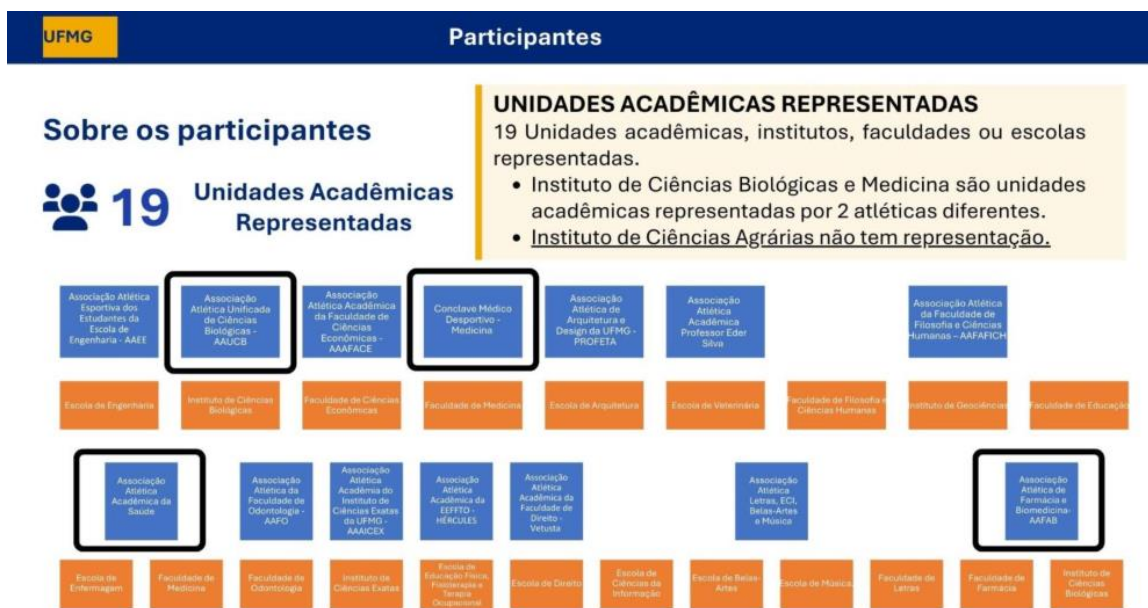 UFMG
Participantes
Sobre os participantes
19
Unidades Acadêmicas
Representadas
UNIDADES ACADÊMICAS REPRESENTADAS
19 Unidades acadêmicas, institutos, faculdades ou escolas
representadas.
• Instituto de Ciências Biológicas e Medicina são unidades
acadêmicas representadas por 2 atléticas diferentes.
• Instituto de Ciências Agrárias não tem representação.
Associação Atlética
Esportiva dos
Estudantes da
Escola de
Engenharia - AAEE
Associação
Atlética Unificada
de Ciências
Biológicas -
AAUCB
Associação
Atlética Acadêmica
da Faculdade de
Ciências
Econômicas -
AAAFACE
Conclave Médico
Desportivo -
Medicina
Associação
Atlética de
Arquitetura e
Design da UFMG -
PROFETA
Associação
Atlética
Acadêmica
Professor Eder
Silva
Associação Atlética
da Faculdade de
Filosofia e Ciências
Humanas – AAFAFICH
Escola de Engenharia
Instituto de Ciências
Biológicas
Faculdade de Ciências
Econômicas
Faculdade de Medicina
Escola de Arquitetura
Escola de Veterinária
Faculdade de Filosofia e
Ciências Humanas
Instituto de Geociências
Faculdade de Educação
Associação
Atlética
Acadêmica da
Saúde
Associação
Atlética da
Faculdade de
Odontologia -
AAFO
Associação
Atlética
Acadêmia do
Instituto de
Ciências Exatas
da UFMG -
AAAICEX
Associação
Atlética
Acadêmica da
EEFFTO -
HÉRCULES
Associação
Atlética
Acadêmica da
Faculdade de
Direito -
Vetusta
Associação
Atlética
Letras, ECI,
Belas-Artes
e Música
Associação
Atlética de
Farmácia e
Biomedicina-
AAFAB
Escola de
Enfermagam
Faculdade de
Medicina
Faculdade de
Odontologia
Instituto de
Ciências Exatas
Escola de
Educação Física,
Fisioterapia e
Terapia
Ocupacional
Escola de Direito
Escola de
Ciências da
Informação
Escola de Belas-
Artes
Escola de Música
Faculdade de
Letras
Faculdade de
Farmácia
Instituto de
Ciências
Biológicas